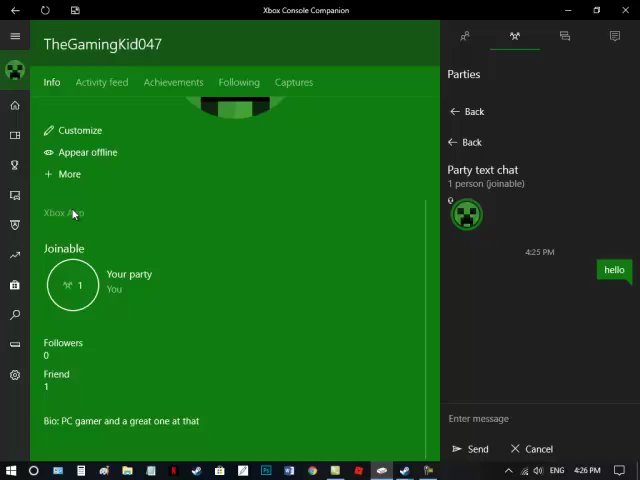 Xbox Console Companion
TheGamingKid047
Info Activity feed Achievements Following Captures
Customize
Appear offline
More
Xbox App
Joinable
1
Your party
You
Followers
0
Friend
1
Bio: PC gamer and a great one at that
Parties
Back
Back
Party text chat
1 person (joinable)
4:25 PM
hello
Enter message
Send Cancel
ENG 4:26 PM